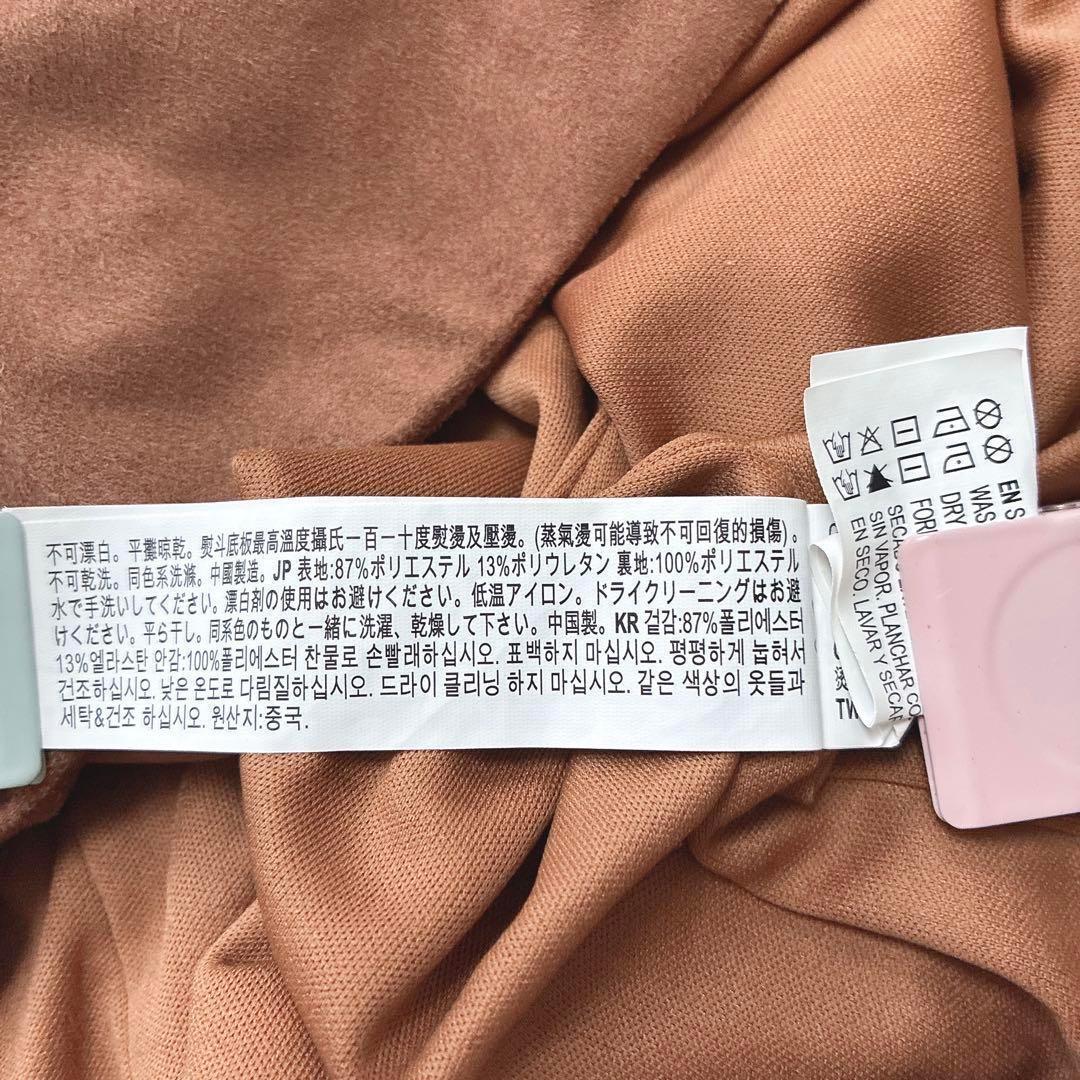 不可漂白。平攤晾乾。熨斗底板最高溫度攝氏一百一十度熨燙及壓燙。(蒸氣燙可能導致不可回復的損傷)。
不可乾洗。同色系洗滌。中國製造。JP 表地:87%ポリエステル 13%ポリウレタン 裏地:100%ポリエステル
水で手洗いしてください。漂白剤の使用はお避けください。低温アイロン。ドライクリーニングはお避
けください。平ら干し。同系色のものと一緒に洗濯、乾燥して下さい。中国製。KR 겉감:87%폴리에스터
13%엘라스탄 안감:100%폴리에스터 찬물로 손빨래하십시오. 표백하지 마십시오. 평평하게 눕혀서
건조하십시오. 낮은 온도로 다림질하십시오. 드라이 클리닝 하지 마십시오. 같은 색상의 옷들과
세탁&건조 하십시오. 원산지:중국.
燙
TW
EN S
WAS
DRY
FOR
SECAR
SIN VAPOR. PLANCHAR CO
EN SECO, LAVAR Y SECAR